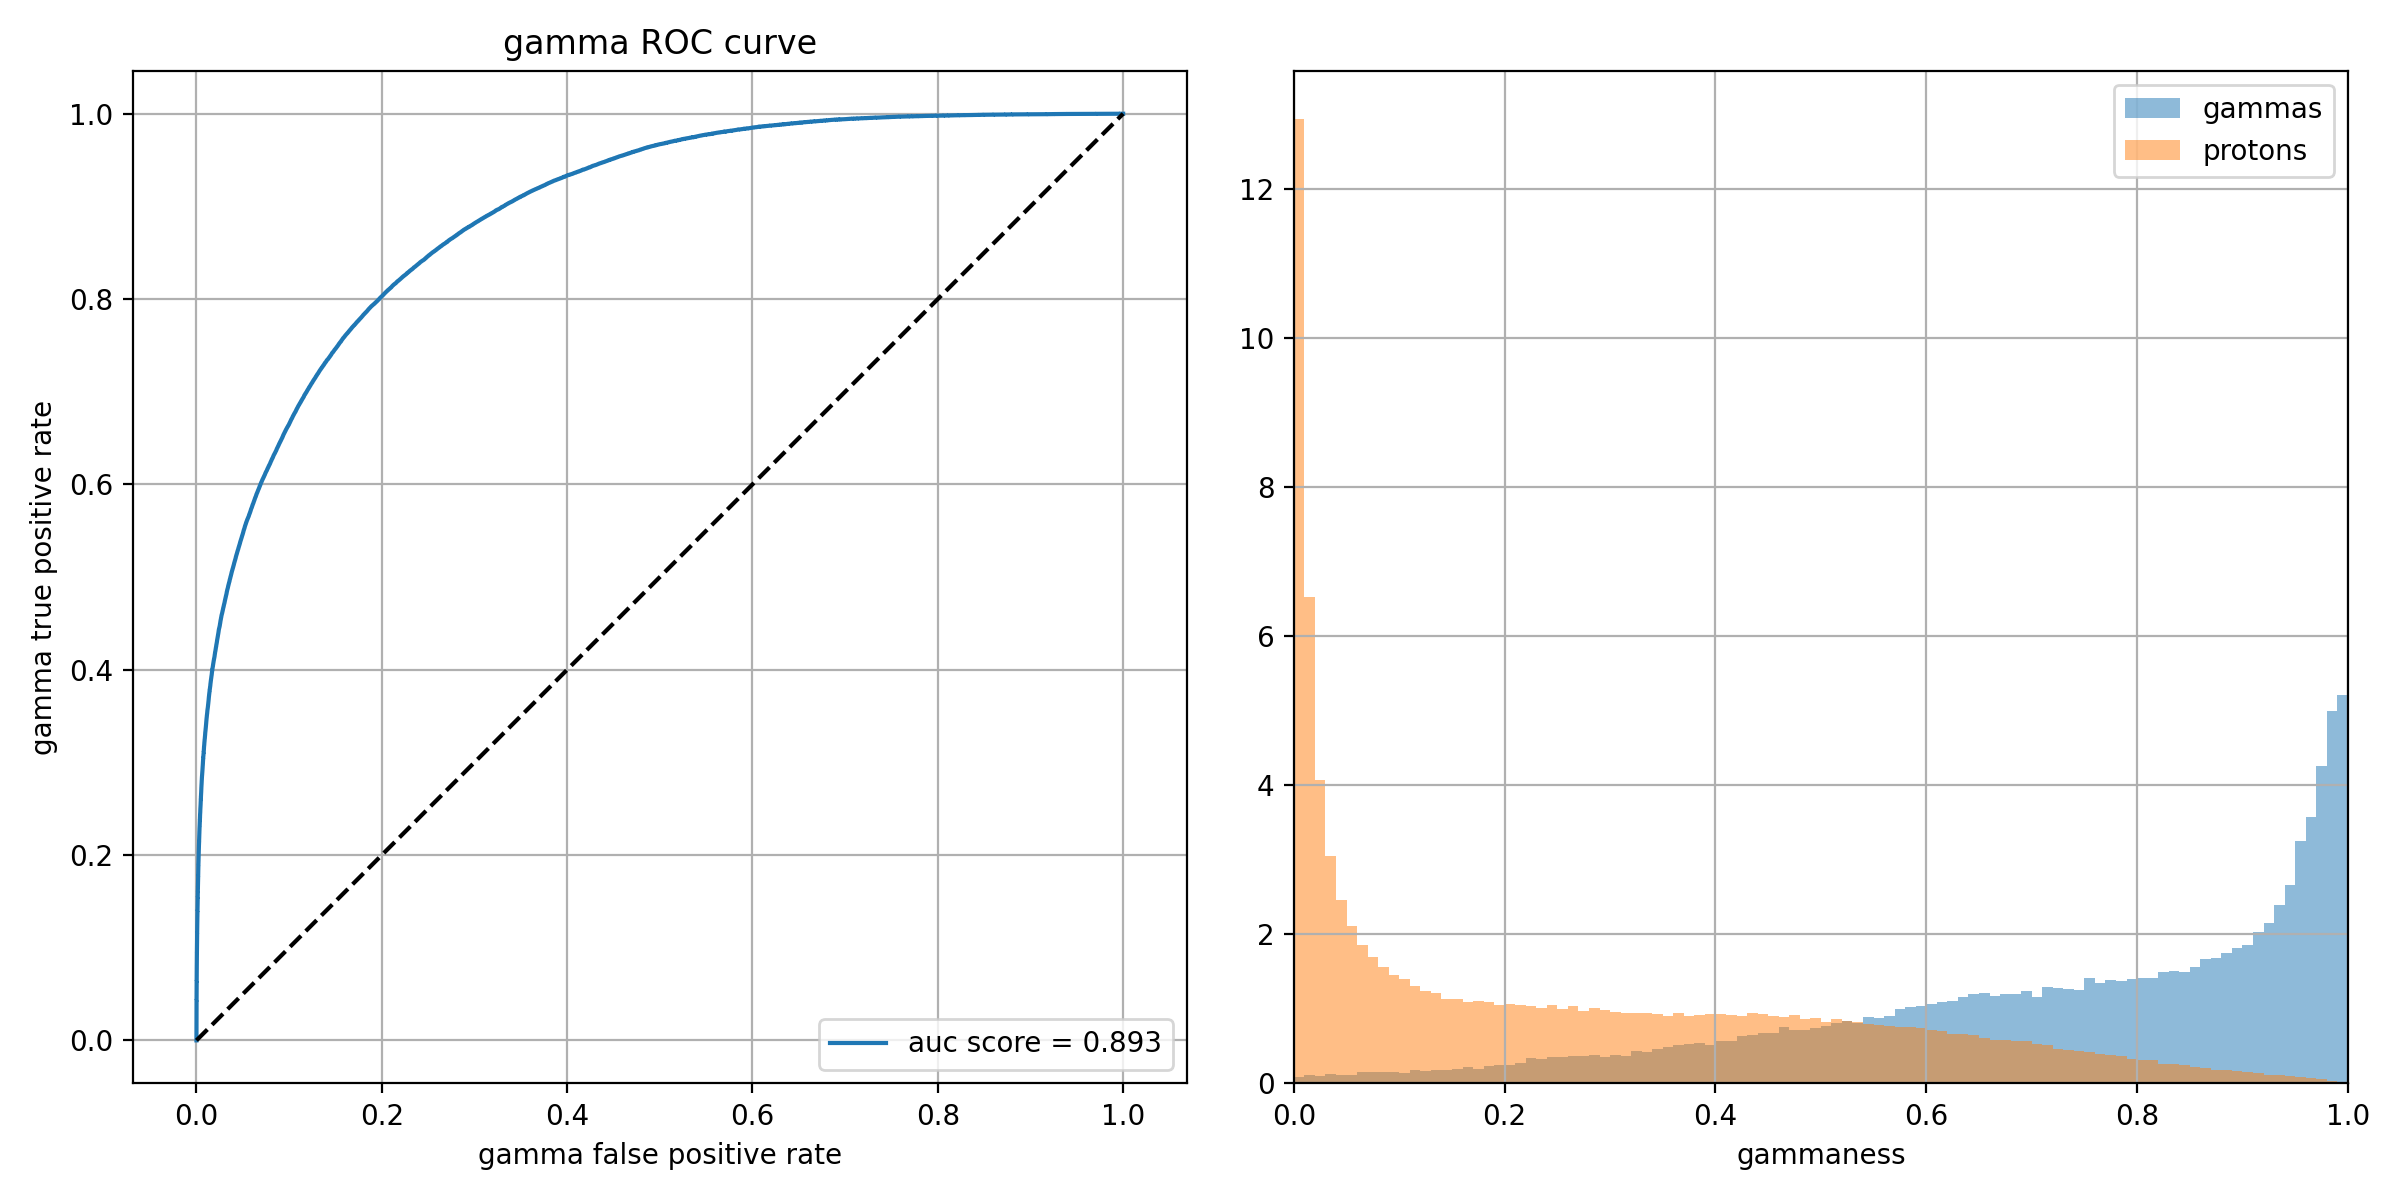 gamma ROC curve
gamma true positive rate
1.0
0.8
0.6
0.4
0.2
0.0
0.0 0.2 0.4 0.6 0.8 1.0
gamma false positive rate
auc score = 0.893
12
10
8
6
4
2
0
0.0 0.2 0.4 0.6 0.8 1.0
gammaness
gammas
protons